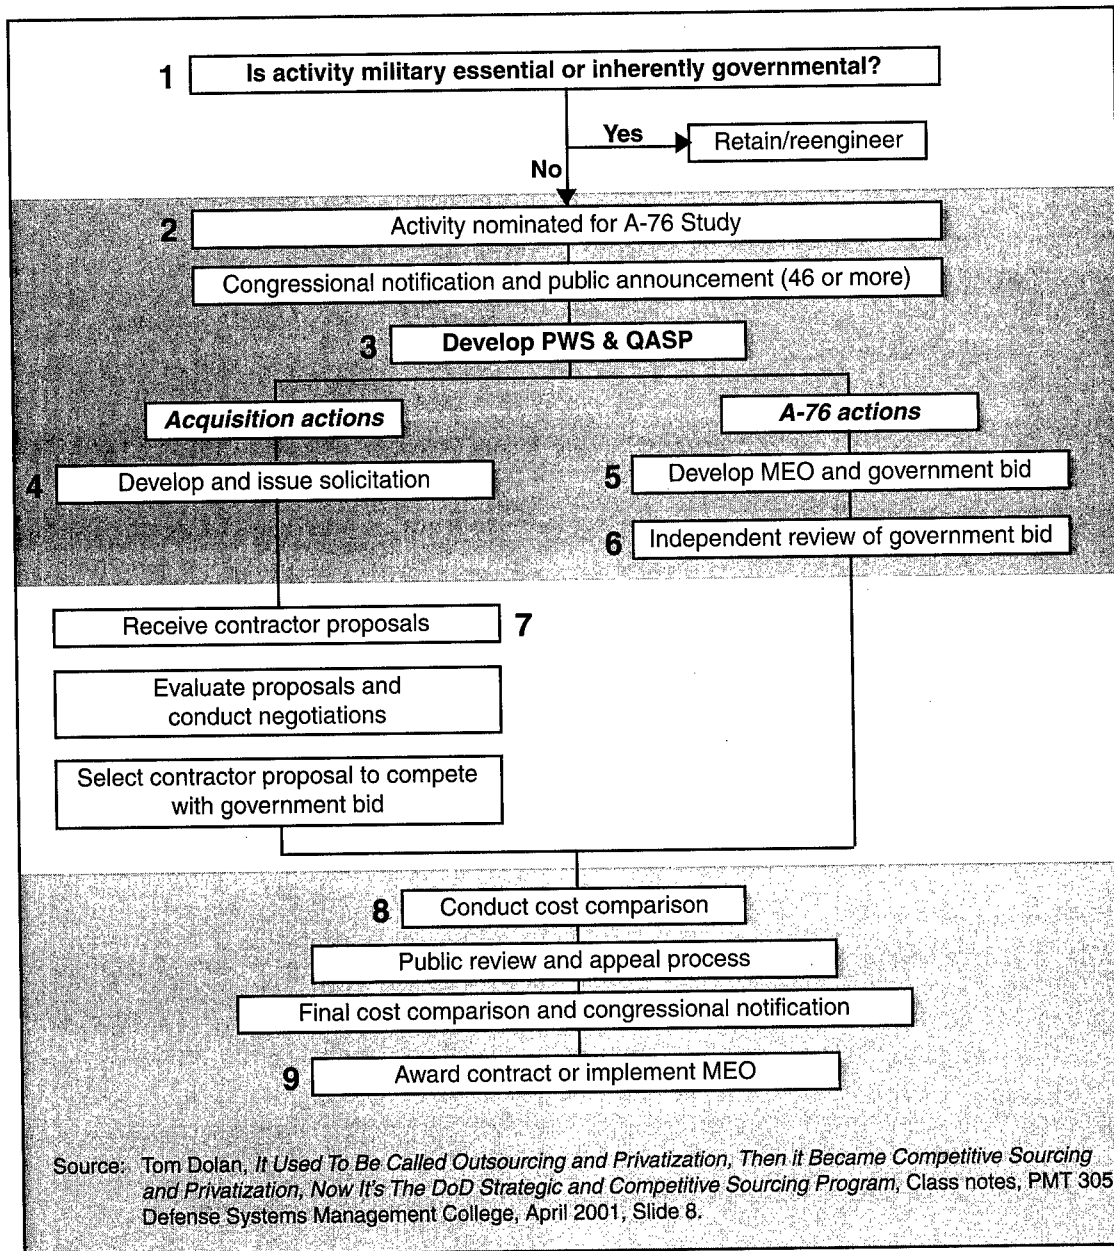 1 Is activity military essential or inherently governmental?
Yes
Retain/reengineer
No
2 Activity nominated for A-76 Study
Congressional notification and public announcement (46 or more)
3 Develop PWS & QASP
Acquisition actions
A-76 actions
4 Develop and issue solicitation
5 Develop MEO and government bid
6 Independent review of government bid
Receive contractor proposals 7
Evaluate proposals and
conduct negotiations
Select contractor proposal to compete
with government bid
8 Conduct cost comparison
Public review and appeal process
Final cost comparison and congressional notification
9 Award contract or implement MEO
Source: Tom Dolan, It Used To Be Called Outsourcing and Privatization, Then it Became Competitive Sourcing
and Privatization, Now It's The DoD Strategic and Competitive Sourcing Program, Class notes, PMT 305
Defense Systems Management College, April 2001, Slide 8.